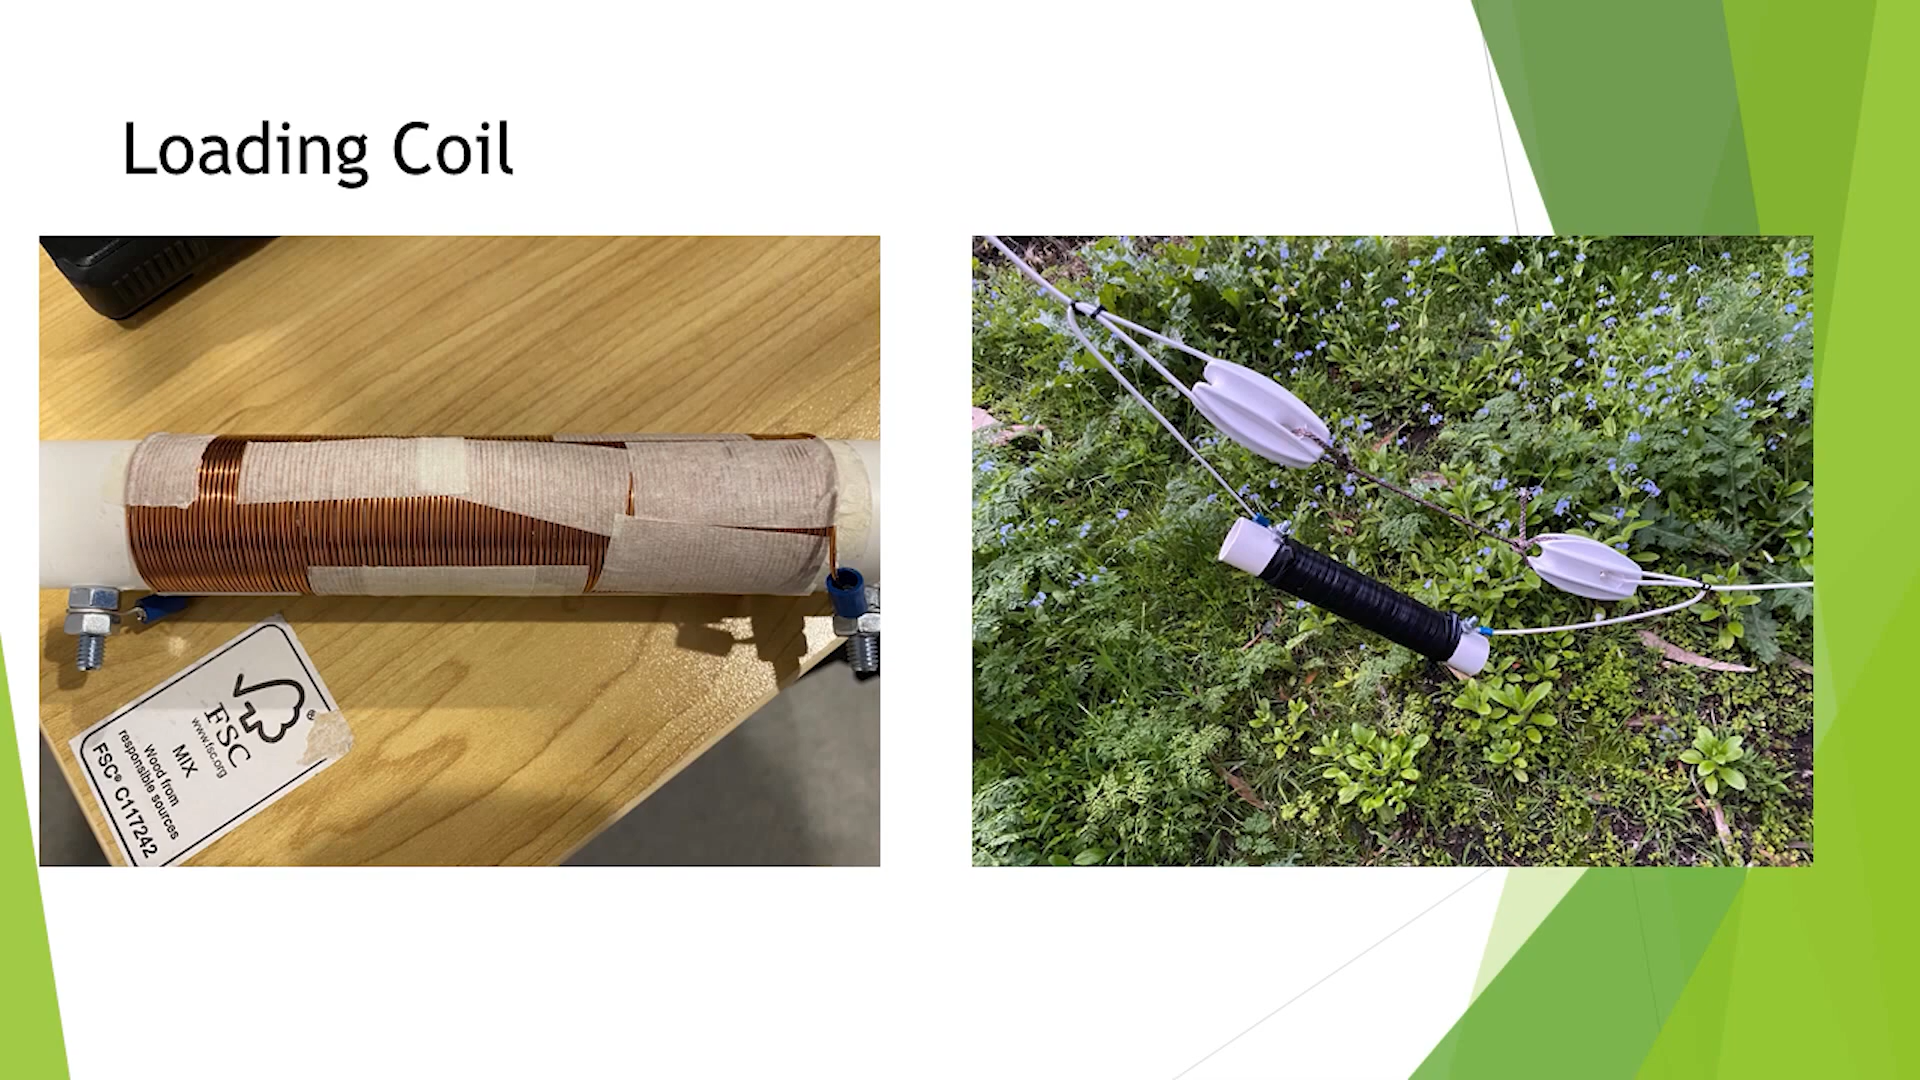 Loading Coil
®
FSC
www.fsc.org
MIX
Wood from
responsible sources
FSC® C117242